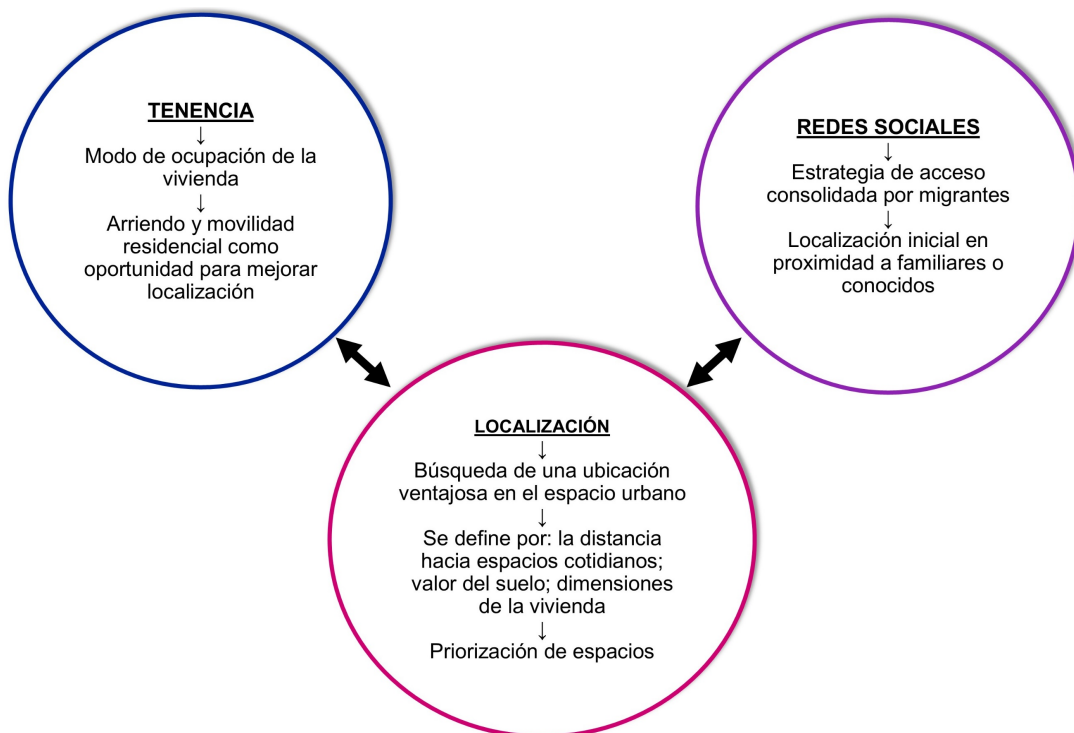 TENENCIA
↓
Modo de ocupación de la
vivienda
↓
Arriendo y movilidad
residencial como
oportunidad para mejorar
localización
REDES SOCIALES
↓
Estrategia de acceso
consolidada por migrantes
↓
Localización inicial en
proximidad a familiares o
conocidos
LOCALIZACIÓN
↓
Búsqueda de una ubicación
ventajosa en el espacio urbano
↓
Se define por: la distancia
hacia espacios cotidianos;
valor del suelo; dimensiones
de la vivienda
↓
Priorización de espacios